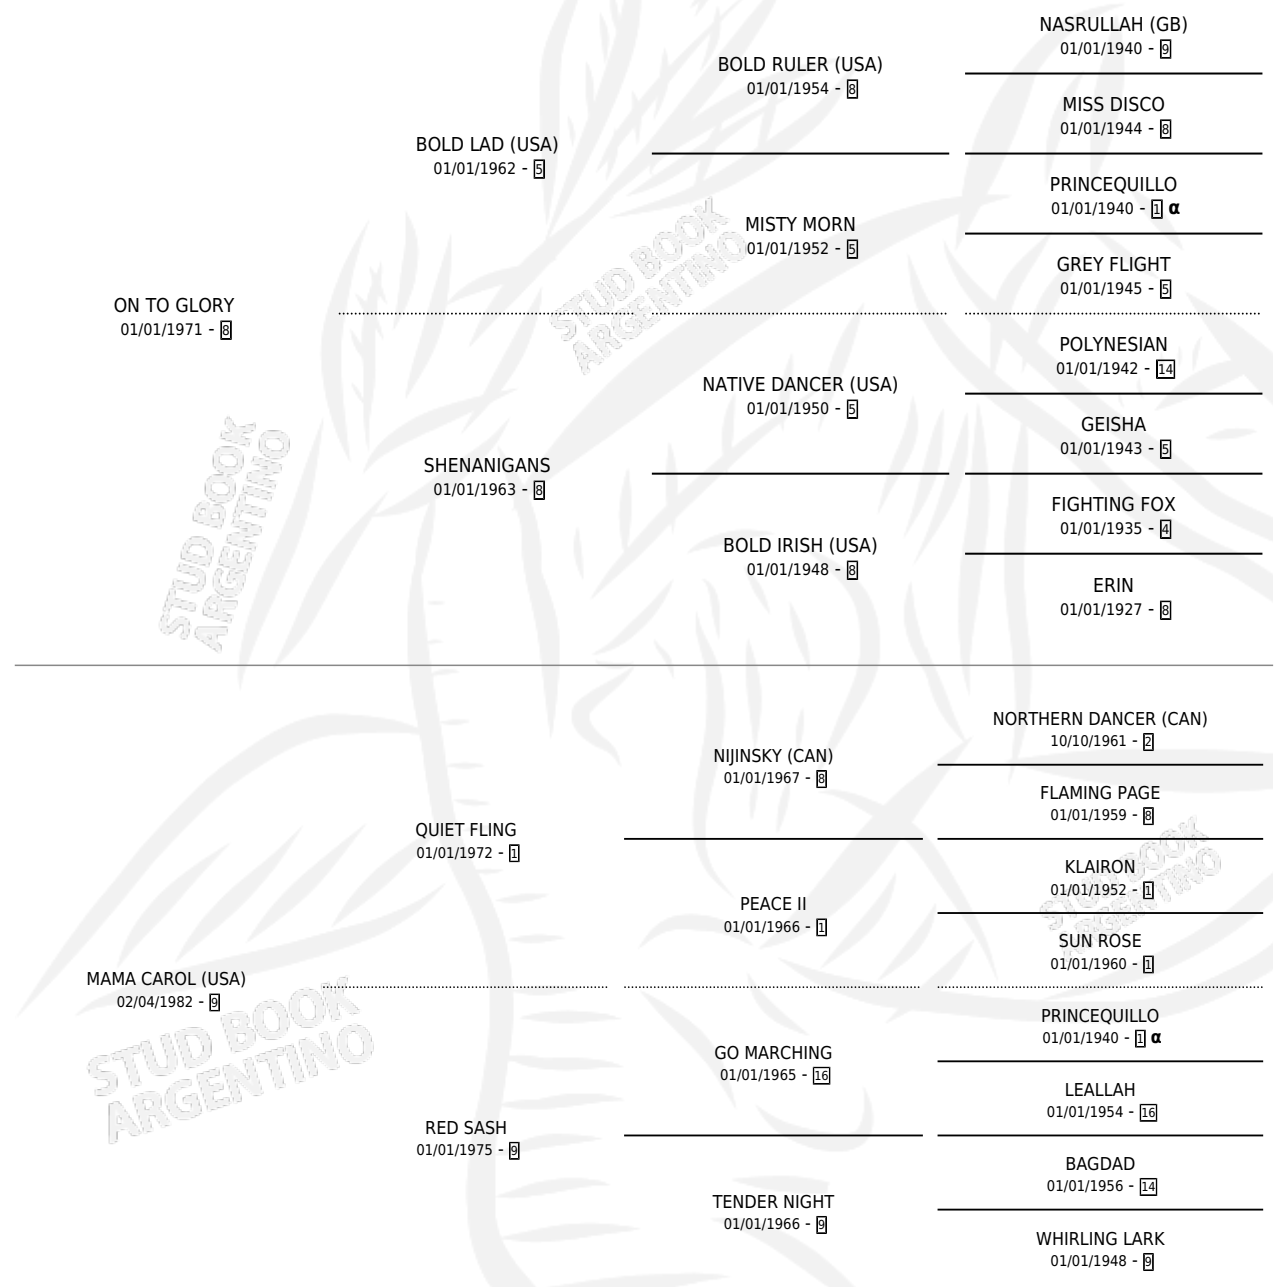 NASRULLAH (GB)
01/01/1940 - 9
BOLD RULER (USA)
01/01/1954 - 8
MISS DISCO
01/01/1944 - 8
BOLD LAD (USA)
01/01/1962 - 5
PRINCEQUILLO
01/01/1940 - 1 α
MISTY MORN
01/01/1952 - 5
GREY FLIGHT
01/01/1945 - 5
ON TO GLORY
01/01/1971 - 8
POLYNESIAN
01/01/1942 - 14
NATIVE DANCER (USA)
01/01/1950 - 5
GEISHA
01/01/1943 - 5
SHENANIGANS
01/01/1963 - 8
FIGHTING FOX
01/01/1935 - 4
BOLD IRISH (USA)
01/01/1948 - 8
ERIN
01/01/1927 - 8
STUD BOOK
ARGENTINO
STUD BOOK
ARGENTINO
NORTHERN DANCER (CAN)
10/10/1961 - 2
NIJINSKY (CAN)
01/01/1967 - 8
FLAMING PAGE
01/01/1959 - 8
QUIET FLING
01/01/1972 - 1
KLAIRON
01/01/1952 - 1
PEACE II
01/01/1966 - 1
SUN ROSE
01/01/1960 - 1
MAMA CAROL (USA)
02/04/1982 - 9
PRINCEQUILLO
01/01/1940 - 1 α
GO MARCHING
01/01/1965 - 16
LEALLAH
01/01/1954 - 16
RED SASH
01/01/1975 - 9
BAGDAD
01/01/1956 - 14
TENDER NIGHT
01/01/1966 - 9
WHIRLING LARK
01/01/1948 - 9
STUD BOOK
ARGENTINO
STUD BOOK
ARGENTINO